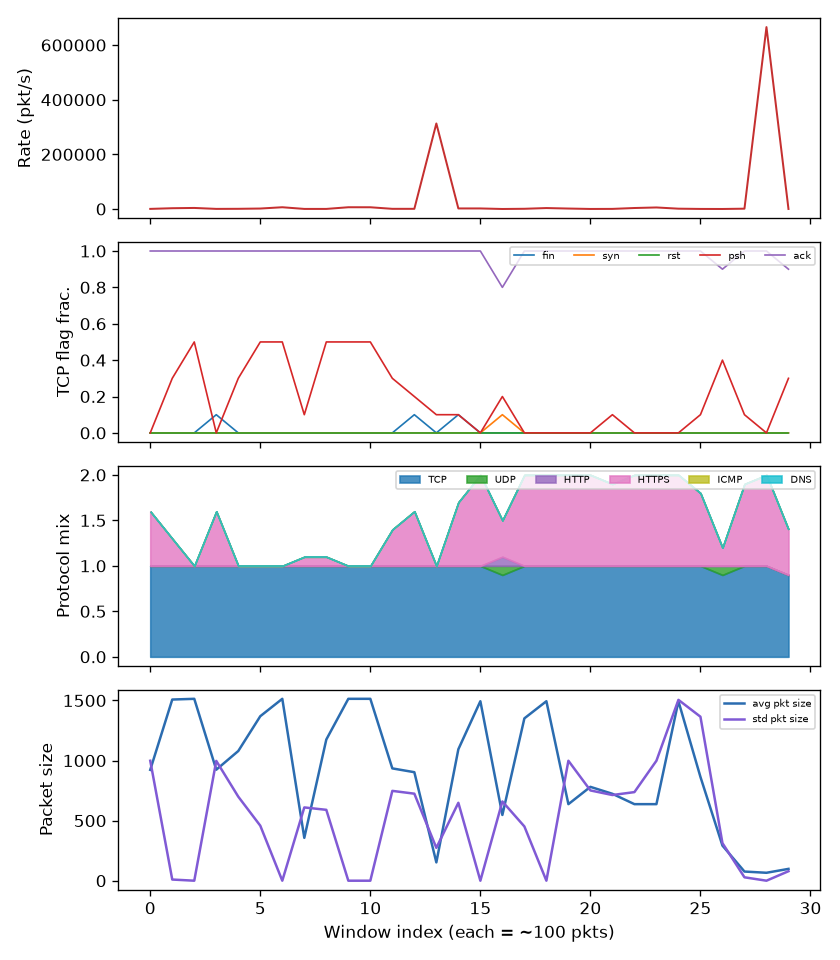 600000
400000
200000
0
Rate (pkt/s)
1.0
0.8
0.6
0.4
0.2
0.0
TCP flag frac.
fin syn rst psh ack
2.0
1.5
1.0
0.5
0.0
Protocol mix
TCP UDP HTTP HTTPS ICMP DNS
1500
1000
500
0
Packet size
avg pkt size
std pkt size
0 5 10 15 20 25 30
Window index (each = ~100 pkts)